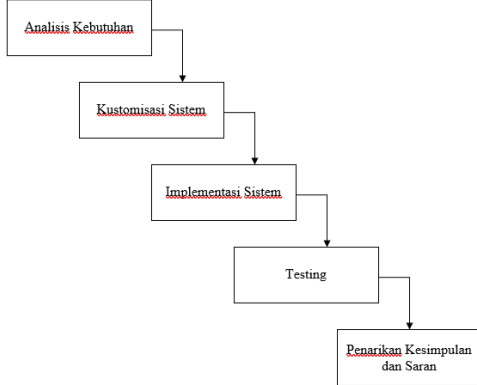 Analisis Kebutuhan
Kustomisasi Sistem
Implementasi Sistem
Testing
Penarikan Kesimpulan
dan Saran